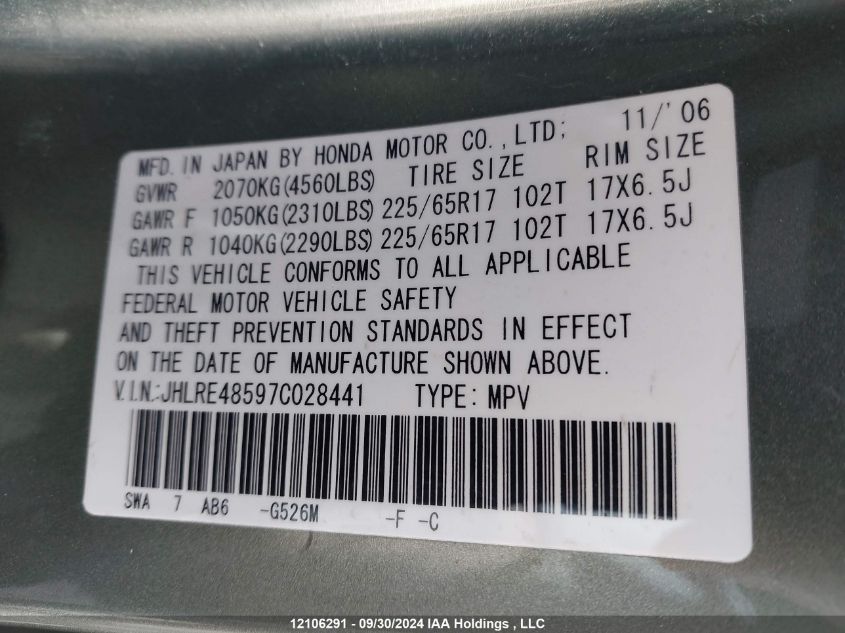 MFD. IN JAPAN BY HONDA MOTOR CO., LTD; 11/'06
GVWR 2070KG(4560LBS) TIRE SIZE RIM SIZE
GAWR F 1050KG(2310LBS) 225/65R17 102T 17X6.5J
GAWR R 1040KG(2290LBS) 225/65R17 102T 17X6.5J
THIS VEHICLE CONFORMS TO ALL APPLICABLE
FEDERAL MOTOR VEHICLE SAFETY
AND THEFT PREVENTION STANDARDS IN EFFECT
ON THE DATE OF MANUFACTURE SHOWN ABOVE.
V.I.N.:JHLRE48597C028441 TYPE: MPV
SWA 7 AB6 -G526M -F -C
12106291 - 09/30/2024 IAA Holdings , LLC